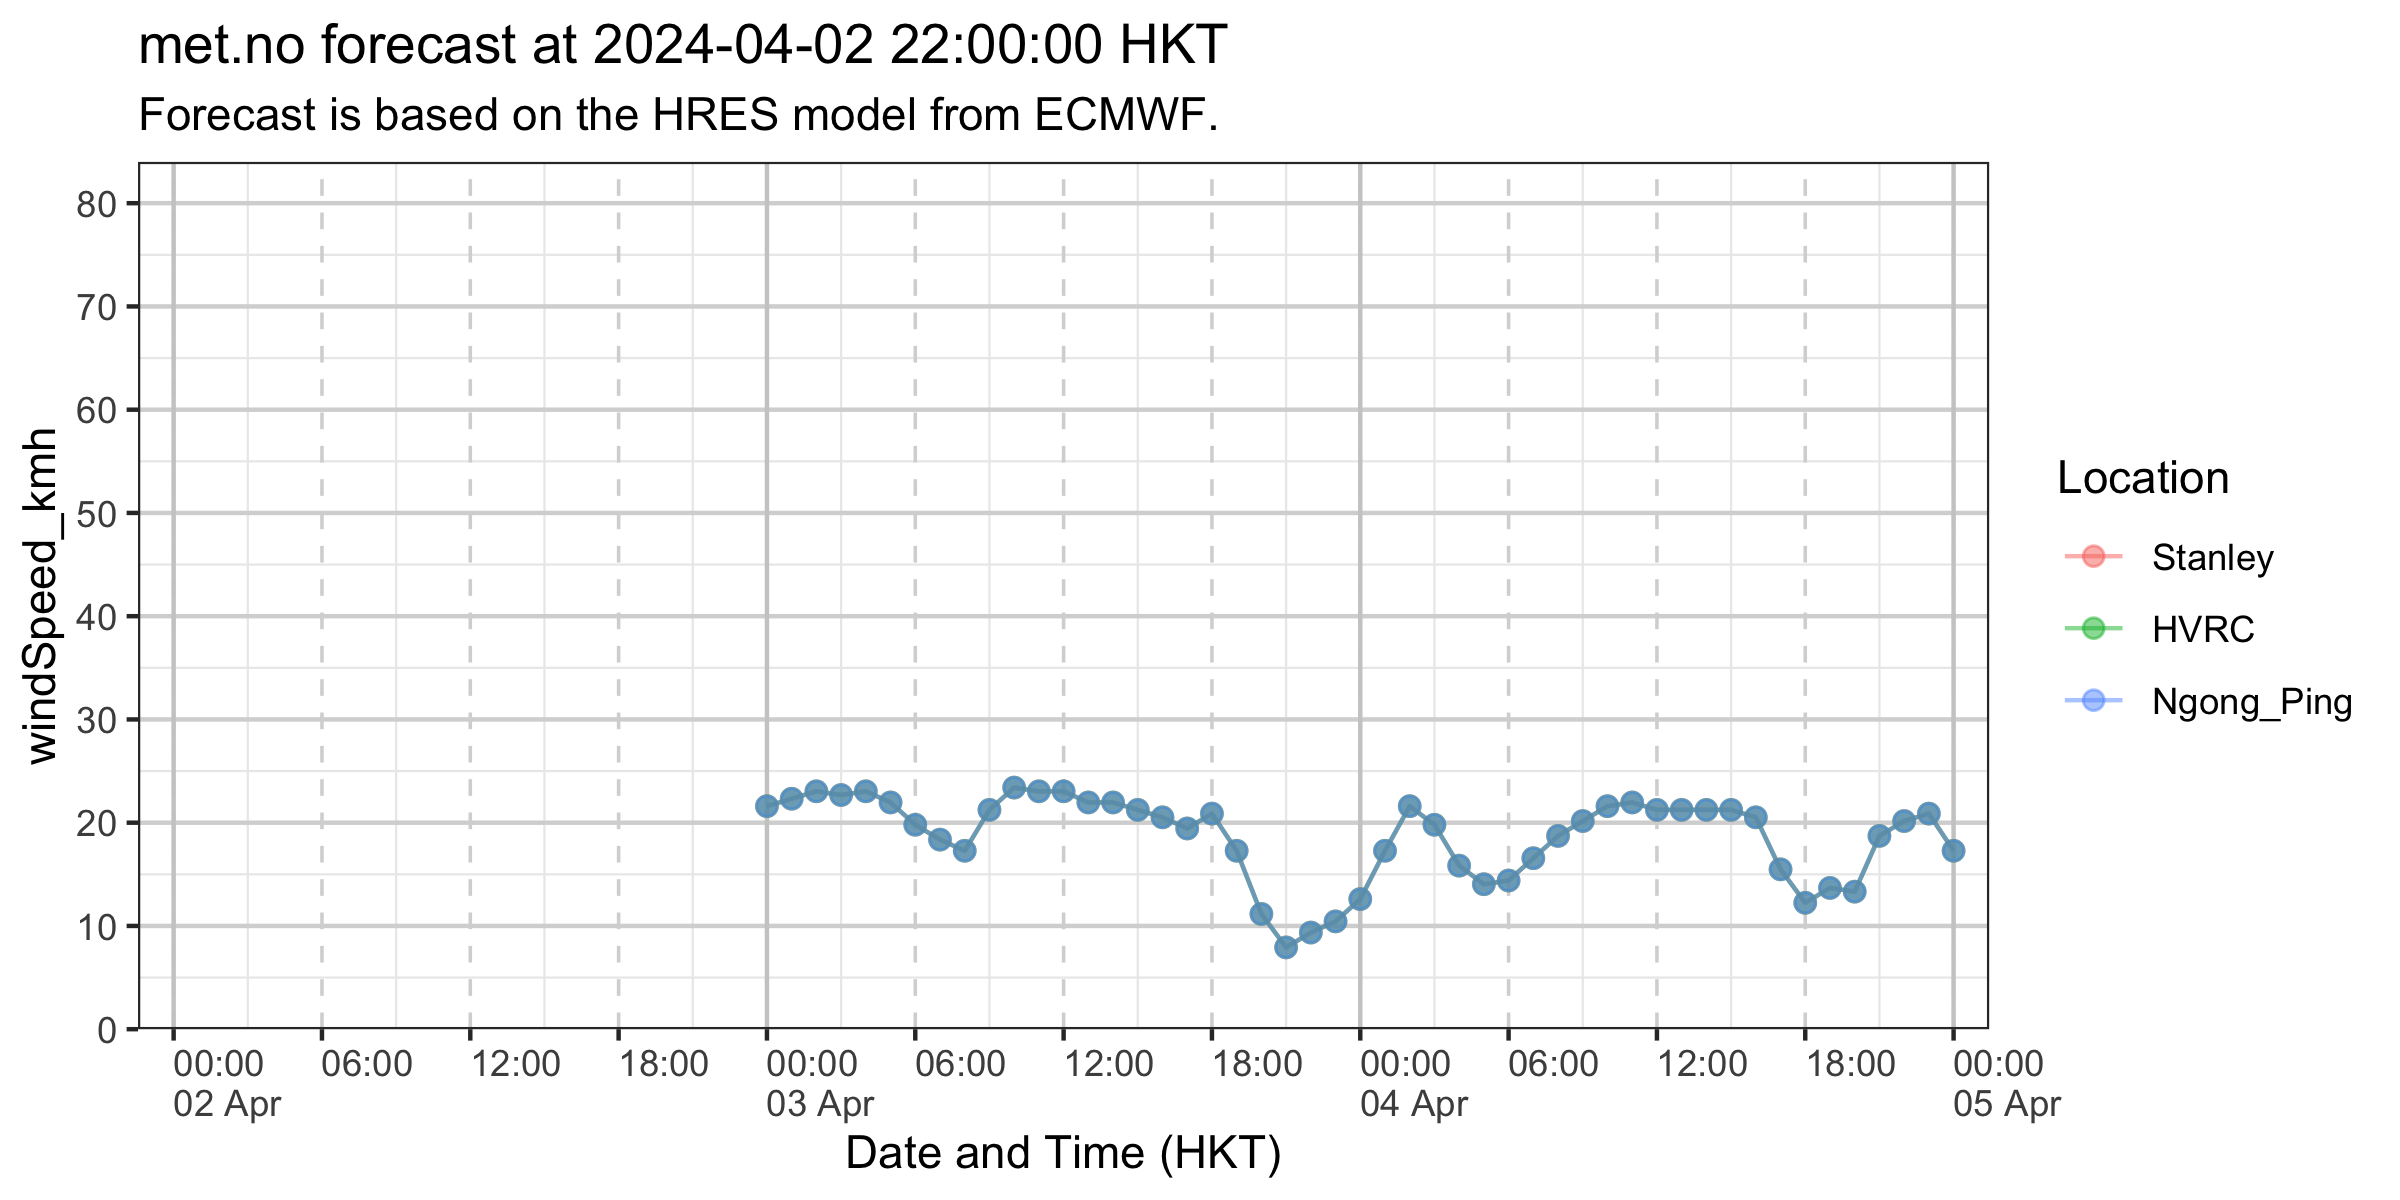 met.no forecast at 2024-04-02 22:00:00 HKT
Forecast is based on the HRES model from ECMWF.
windSpeed_kmh
80
70
60
50
40
30
20
10
0
00:00 06:00 12:00 18:00 00:00 06:00 12:00 18:00 00:00 06:00 12:00 18:00 00:00
02 Apr 03 Apr 04 Apr 05 Apr
Date and Time (HKT)
Location
Stanley
HVRC
Ngong_Ping